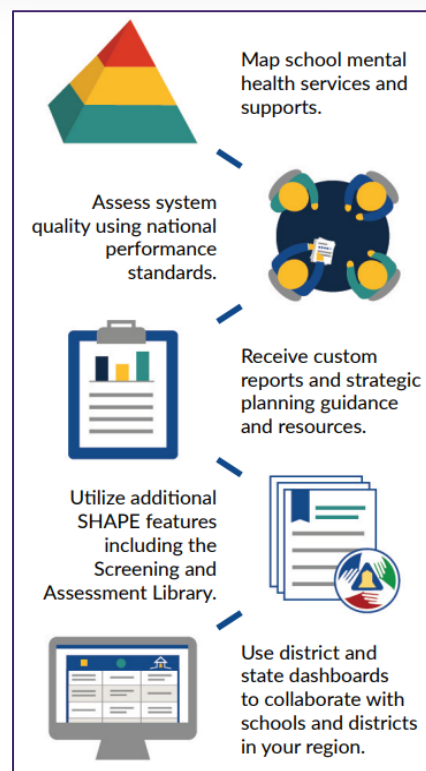 Map school mental
health services and
supports.
Assess system
quality using national
performance
standards.
Receive custom
reports and strategic
planning guidance
and resources.
Utilize additional
SHAPE features
including the
Screening and
Assessment Library.
Use district and
state dashboards
to collaborate with
schools and districts
in your region.